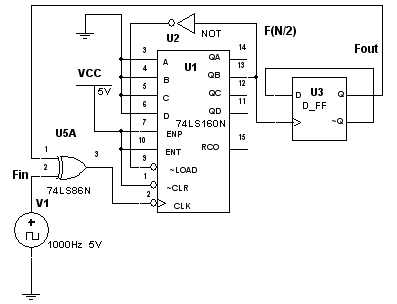 U2
NOT
F(N/2)
Fout
U1
3
4
5
6
7
10
9
1
2
A
B
C
D
ENP
ENT
~LOAD
~CLR
CLK
QA
QB
QC
QD
RCO
14
13
12
11
15
74LS160N
VCC
5V
U3
D_FF
D
Q
~Q
U5A
1
2
3
74LS86N
Fin
V1
1000Hz 5V